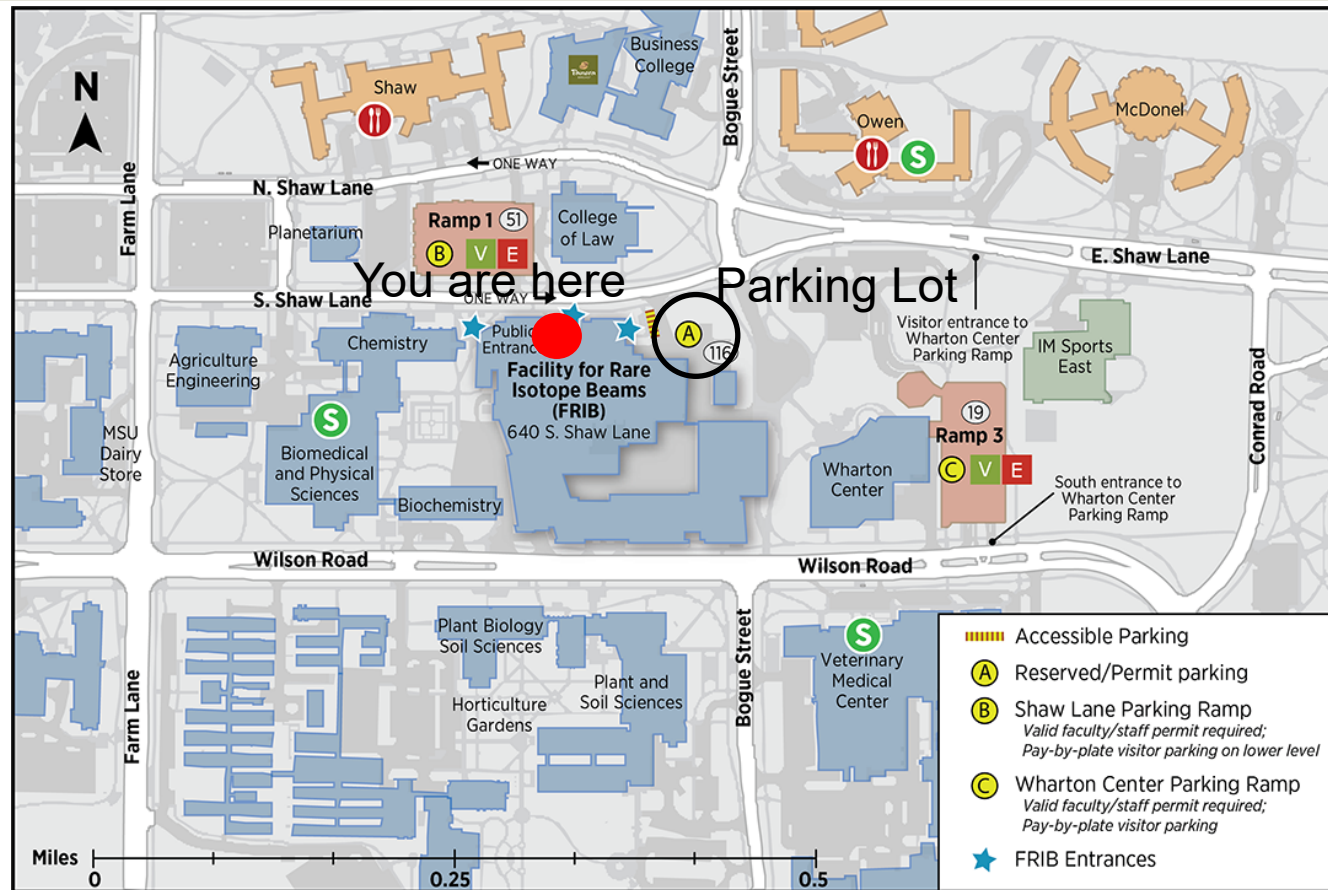 Business
College
Bogue Street
N
Shaw
Owen
McDonel
S
ONE WAY
N. Shaw Lane
Farm Lane
Ramp 1
51
College
of Law
Planetarium
B
V
E
E. Shaw Lane
You are here
Parking Lot
S. Shaw Lane
ONE WAY
Visitor entrance to
Wharton Center
Parking Ramp
Public
A
116
Chemistry
IM Sports
East
Agriculture
Engineering
Facility for Rare
Isotope Beams
(FRIB)
640 S. Shaw Lane
Conrad Road
19
Ramp 3
S
MSU
Dairy
Store
Biomedical
and Physical
Sciences
Wharton
Center
C
V
E
Biochemistry
South entrance to
Wharton Center
Parking Ramp
Wilson Road
Wilson Road
Plant Biology
Soil Sciences
Bogue Street
S
Veterinary
Medical
Center
Plant and
Soil Sciences
Horticulture
Gardens
Farm Lane
Accessible Parking
A Reserved/Permit parking
B Shaw Lane Parking Ramp
Valid faculty/staff permit required;
Pay-by-plate visitor parking on lower level
C Wharton Center Parking Ramp
Valid faculty/staff permit required;
Pay-by-plate visitor parking
FRIB Entrances
Miles
0
0.25
0.5